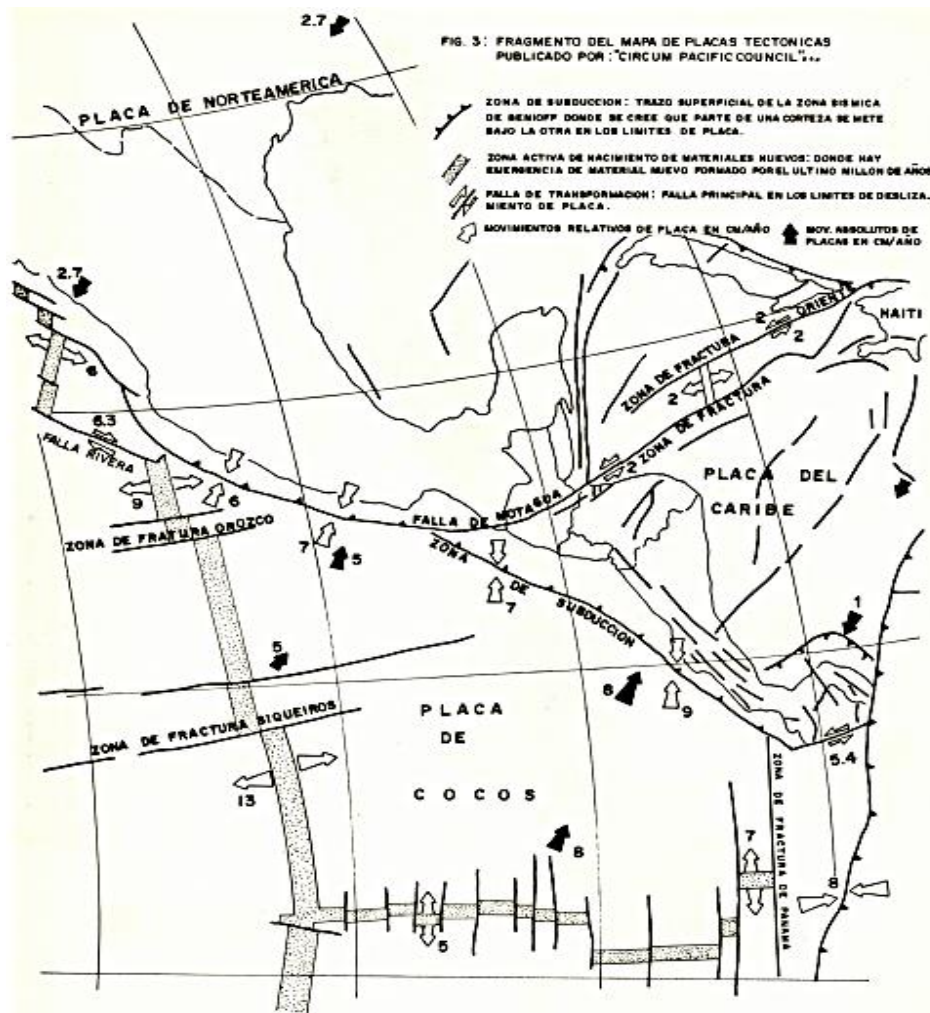 FIG. 3: FRAGMENTO DEL MAPA DE PLACAS TECTONICAS
PUBLICADO POR: "CIRCUM PACIFIC COUNCIL"
ZONA DE SUBDUCCION: TRAZO SUPERFICIAL DE LA ZONA SISMICA
DE BENIOFF DONDE SE CREE QUE PARTE DE UNA CORTEZA SE METE
BAJO LA OTRA EN LOS LIMITES DE PLACA.
ZONA ACTIVA DE NACIMIENTO DE MATERIALES NUEVOS: DONDE HAY
EMERGENCIA DE MATERIAL NUEVO FORMADO POR EL ULTIMO MILLON DE AÑOS
FALLA DE TRANSFORMACION: FALLA PRINCIPAL EN LOS LIMITES DE DESLIZA.
MIENTO DE PLACA.
MOVIMIENTOS RELATIVOS DE PLACA EN CM/AÑO
MOV. ABSOLUTOS DE
PLACAS EN CM/AÑO
2.7
PLACA DE NORTEAMERICA
2.7
6
6.3
FALLA RIVERA
9
6
ZONA DE FRATURA OROZCO
7
5
FALLA DE MOTAGOA
ZONA DE FRACTURA ORIENTE
2
2
HAITI
2
ZONA DE FRACTURA
2
PLACA DEL
CARIBE
ZONA DE SUBDUCCION
7
1
5
8
9
ZONA DE FRACTURA SIQUEIROS
PLACA
DE
COCOS
13
5.4
ZONA DE FRACTURA DE PANAMA
7
8
8
5